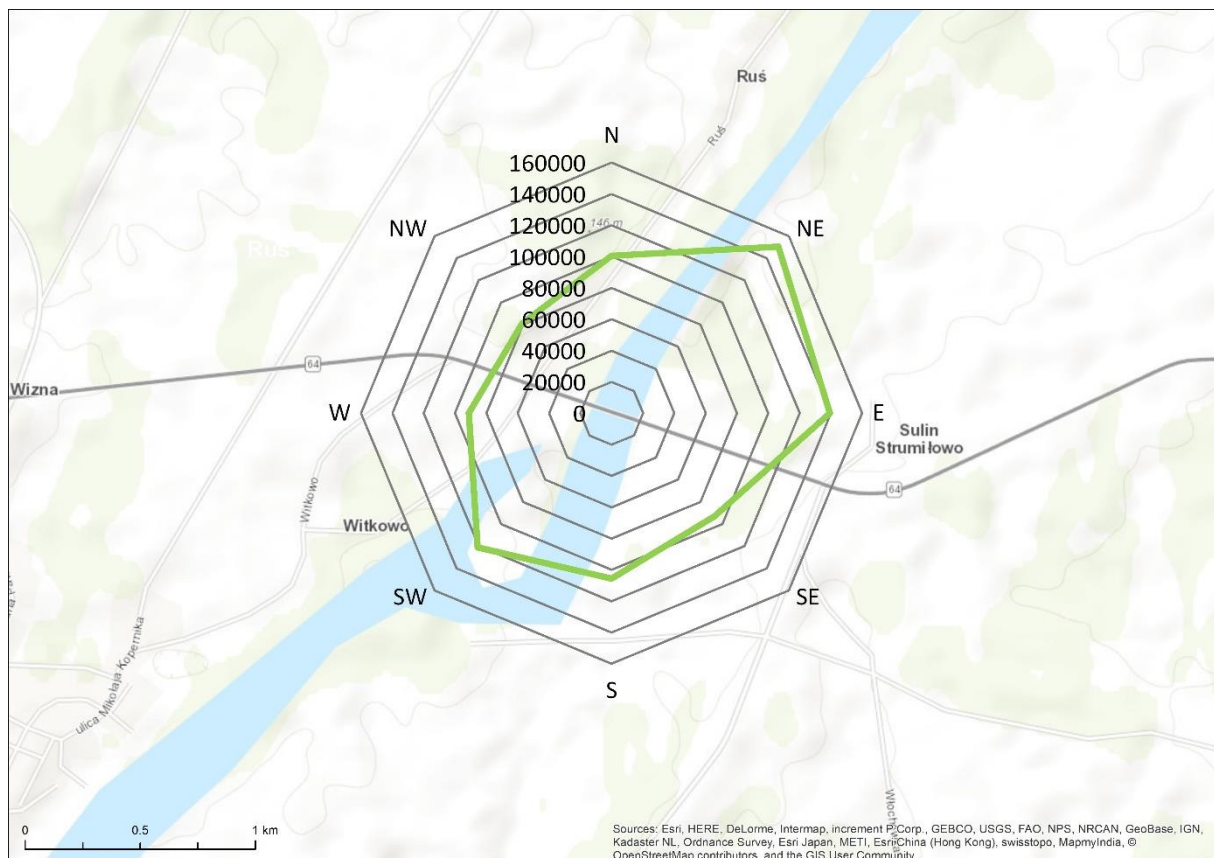 Ruś
Ruś
N
160000
140000
120000
100000
80000
60000
40000
20000
0
146 m
NW
NE
Ruś
64
Wizna
W
E
Sulin
Strumiłowo
64
Witkowo
Witkowo
SW
SE
S
ulica Mikołaja Kopernika
0
0.5
1 km
Sources: Esri, HERE, DeLorme, Intermap, increment P Corp., GEBCO, USGS, FAO, NPS, NRCAN, GeoBase, IGN,
Kadaster NL, Ordnance Survey, Esri Japan, METI, Esri China (Hong Kong), swisstopo, MapmyIndia, ©
OpenStreetMap contributors, and the GIS User Community